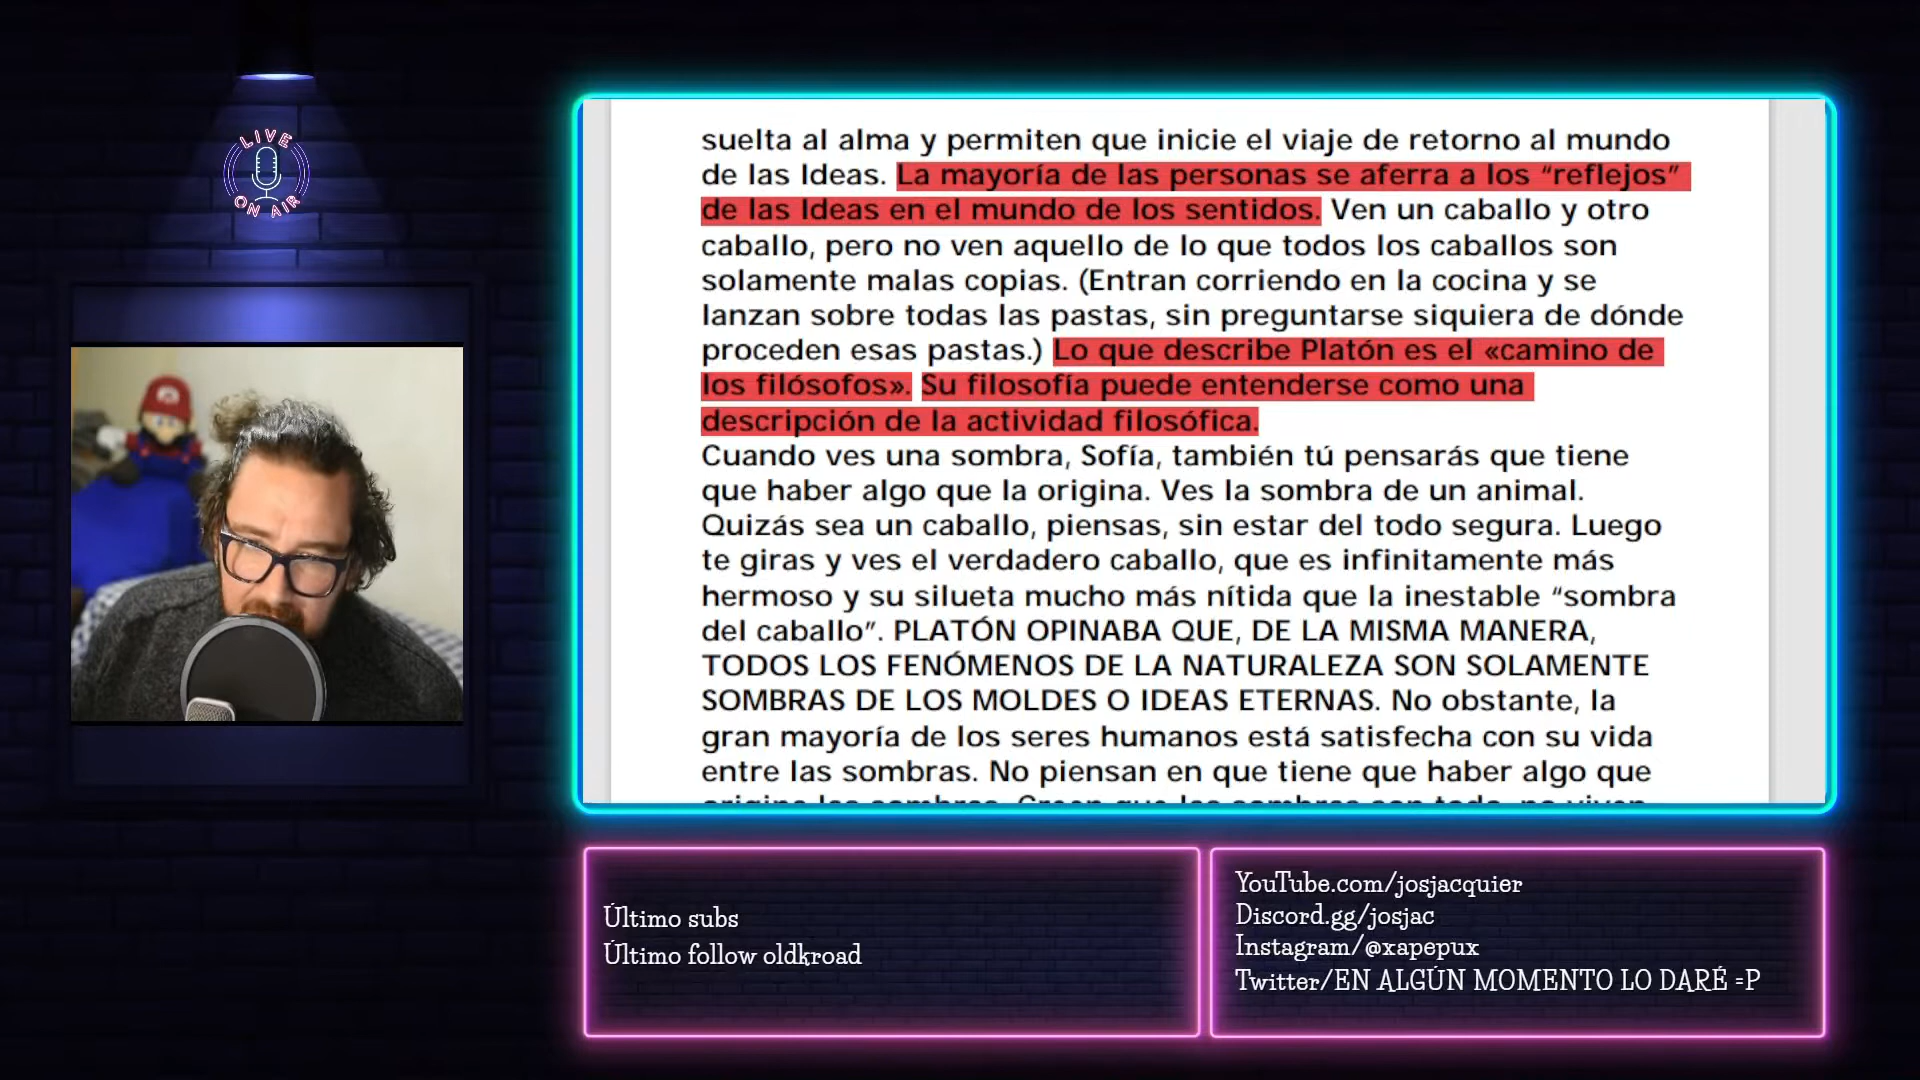 LIVE
ON AIR
suelta al alma y permiten que inicie el viaje de retorno al mundo
de las Ideas. La mayoría de las personas se aferra a los “reflejos”
de las Ideas en el mundo de los sentidos. Ven un caballo y otro
caballo, pero no ven aquello de lo que todos los caballos son
solamente malas copias. (Entran corriendo en la cocina y se
lanzan sobre todas las pastas, sin preguntarse siquiera de dónde
proceden esas pastas.) Lo que describe Platón es el «camino de
los filósofos». Su filosofía puede entenderse como una
descripción de la actividad filosófica.
Cuando ves una sombra, Sofía, también tú pensarás que tiene
que haber algo que la origina. Ves la sombra de un animal.
Quizás sea un caballo, piensas, sin estar del todo segura. Luego
te giras y ves el verdadero caballo, que es infinitamente más
hermoso y su silueta mucho más nítida que la inestable “sombra
del caballo”. PLATÓN OPINABA QUE, DE LA MISMA MANERA,
TODOS LOS FENÓMENOS DE LA NATURALEZA SON SOLAMENTE
SOMBRAS DE LOS MOLDES O IDEAS ETERNAS. No obstante, la
gran mayoría de los seres humanos está satisfecha con su vida
entre las sombras. No piensan en que tiene que haber algo que
Último subs
Último follow oldkroad
YouTube.com/josjacquier
Discord.gg/josjac
Instagram/@xapepux
Twitter/EN ALGÚN MOMENTO LO DARÉ =P